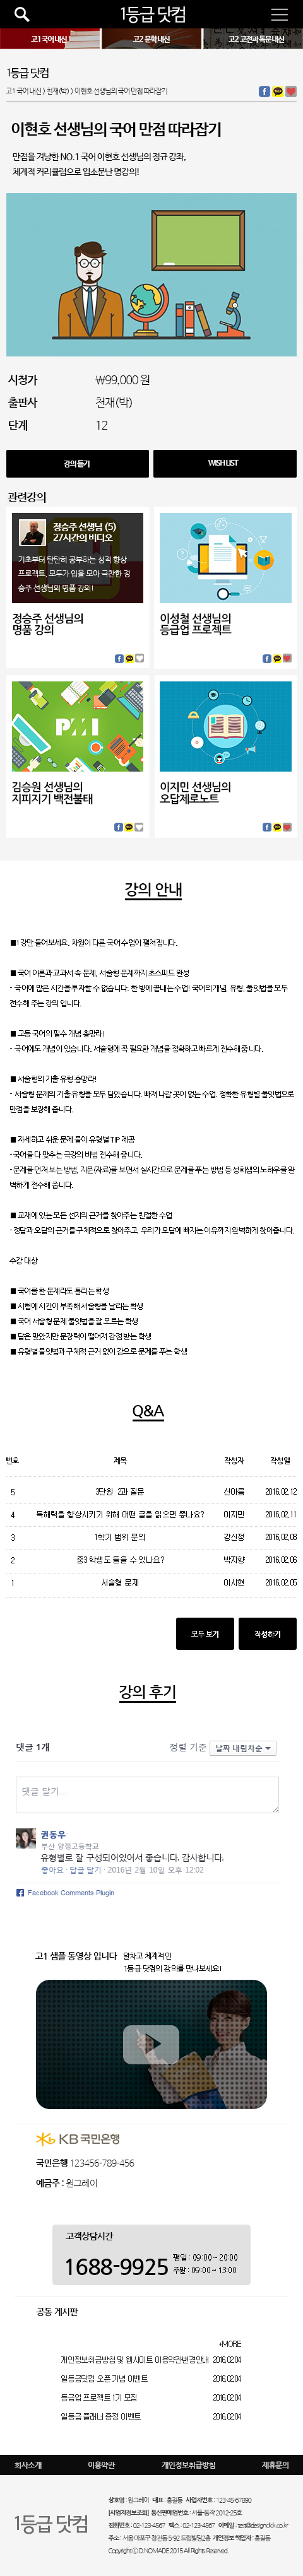 1등급 닷컴
고1 국어 내신
고2 문학 내신
고2 고전과 독문 내신
1등급 닷컴
고1 국어 내신 > 천재(박) > 이현호 선생님의 국어 만점 따라잡기
이현호 선생님의 국어 만점 따라잡기
만점을 겨냥한 NO.1 국어 이현호 선생님의 정규 강좌,
체계적 커리큘럼으로 입소문난 명강의!
시청가 ₩99,000 원
출판사 천재(박)
단계 12
강의 듣기
WISH LIST
관련강의
정승주 선생님 (5)
27시간의 비디오
기초부터 탄탄히 공부하는 성격 향상
프로젝트, 모두가 입을 모아 극찬한 정
승주 선생님의 명품 강의!
정승주 선생님의
명품 강의
이성철 선생님의
등급업 프로젝트
PMI
김승원 선생님의
지피지기 백전불태
이지민 선생님의
오답제로노트
강의 안내
■1강만 들어보세요. 차원이 다른 국어 수업이 펼쳐집니다.
■ 국어 이론과 교과서 속 문제, 서술형 문제까지 초스피드 완성
- 국어에 많은 시간을 투자할 수 없습니다. 한 방에 끝내는 수업! 국어의 개념, 유형, 풀잇법을 모두
전수해 주는 강의 입니다.
■ 고등 국어의 필수 개념 총망라!
- 국어에도 개념이 있습니다. 서술형에 꼭 필요한 개념을 정확하고 빠르게 전수해 줍니다.
■ 서술형의 기출 유형 총망라!
- 서술형 문제의 기출 유형을 모두 담았습니다. 빠져 나갈 곳이 없는 수업, 정확한 유형별 풀잇법으로
만점을 보장해 줍니다.
■ 자세하고 쉬운 문제 풀이 유형별 TIP 제공
-국어를 다 맞추는 극강의 비법 전수해 줍니다.
-문제를 먼저 보는 방법, 지문(자료)를 보면서 실시간으로 문제를 푸는 방법 등 성희샘의 노하우를 완
벽하게 전수해 줍니다.
■ 교재에 있는 모든 선지의 근거를 찾아주는 친절한 수업
-정답과 오답의 근거를 구체적으로 찾아주고, 우리가 오답에 빠지는 이유까지 완벽하게 찾아줍니다.
수강 대상
■ 국어를 한 문제라도 틀리는 학생
■ 시험에 시간이 부족해 서술형을 날리는 학생
■ 국어 서술형 문제 풀잇법을 잘 모르는 학생
■ 답은 맞았지만 문장력이 떨어져 감점 받는 학생
■ 유형별 풀잇법과 구체적 근거 없이 감으로 문제를 푸는 학생
Q&A
번호 제목 작성자 작성일
5 3단원 2과 질문 신아름 2016.02.12
4 독해력을 향상시키기 위해 어떤 글을 읽으면 좋나요? 이지민 2016.02.11
3 1학기 범위 문의 강신정 2016.02.08
2 중3 학생도 들을 수 있나요? 박지향 2016.02.06
1 서술형 문제 이시현 2016.02.05
모두 보기
작성하기
강의 후기
댓글 1개
정렬 기준 날짜 내림차순
댓글 달기...
권동우
부산 양정고등학교
유형별로 잘 구성되어있어서 좋습니다. 감사합니다.
좋아요 · 답글 달기 · 2016년 2월 10일 오후 12:02
Facebook Comments Plugin
고1 샘플 동영상 입니다 알차고 체계적인
1등급 닷컴의 강의를 만나보세요!
KB 국민은행
국민은행 123456-789-456
예금주 : 원그레이
고객상담시간
1688-9925
평일 : 09:00 ~ 20:00
주말 : 09:00 ~ 13:00
공동 게시판
+MORE
개인정보취급방침 및 웹사이트 이용약관변경안내 2016.02.04
일등급닷컴 오픈 기념 이벤트 2016.02.04
등급업 프로젝트 1기 모집 2016.02.04
일등급 플래너 증정 이벤트 2016.02.04
회사소개
이용약관
개인정보취급방침
제휴문의
1등급 닷컴
상호명 : 원그레이 대표 : 홍길동 사업자번호 : 123-45-67890
[사업자정보조회] 통신판매업번호 : 서울-동작 2012-25호
전화번호 : 02-123-4567 팩스 : 02-123-4567 이메일 : test@designclick.co.kr
주소 : 서울 마포구 창전동 5-92 드림빌딩2층 개인정보 책임자 : 홍길동
Copyright ⓒ D.NOMADE 2015 All Rights Reserved.